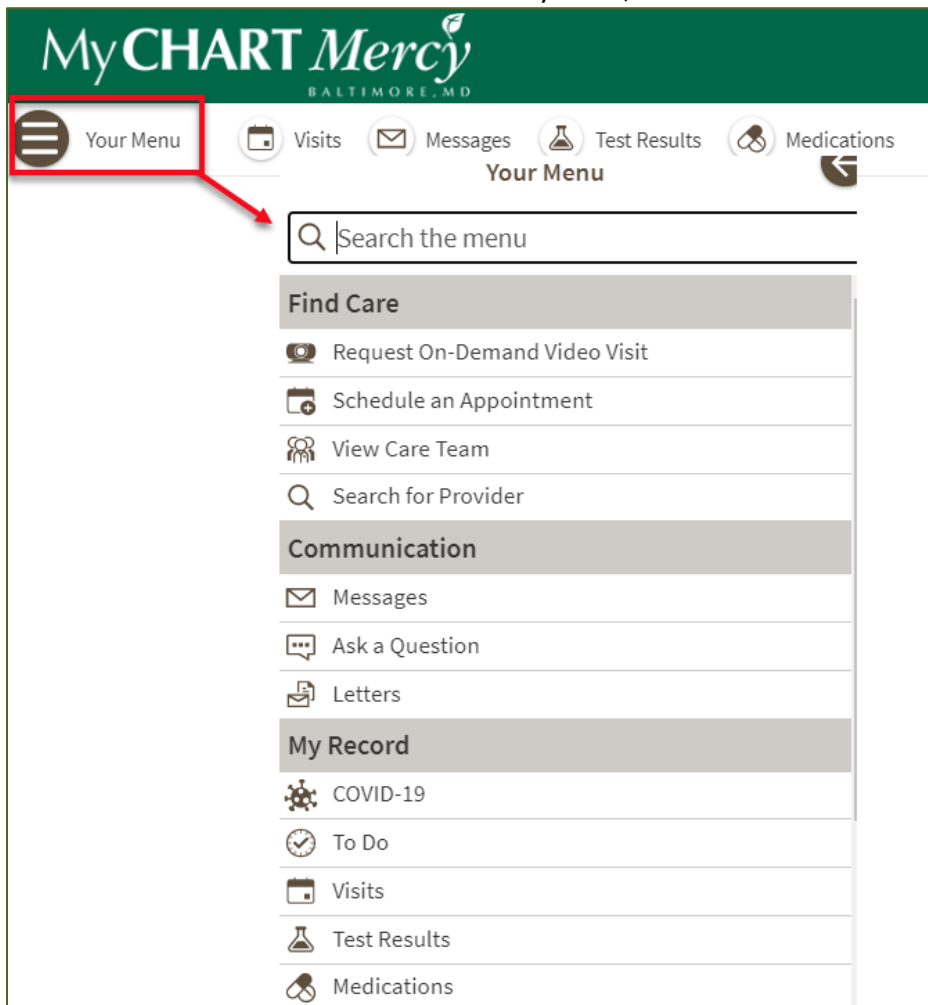 MyCHART Mercy
BALTIMORE, MD
Your Menu Visits Messages Test Results Medications
Your Menu
Search the menu
Find Care
Request On-Demand Video Visit
Schedule an Appointment
View Care Team
Search for Provider
Communication
Messages
Ask a Question
Letters
My Record
COVID-19
To Do
Visits
Test Results
Medications